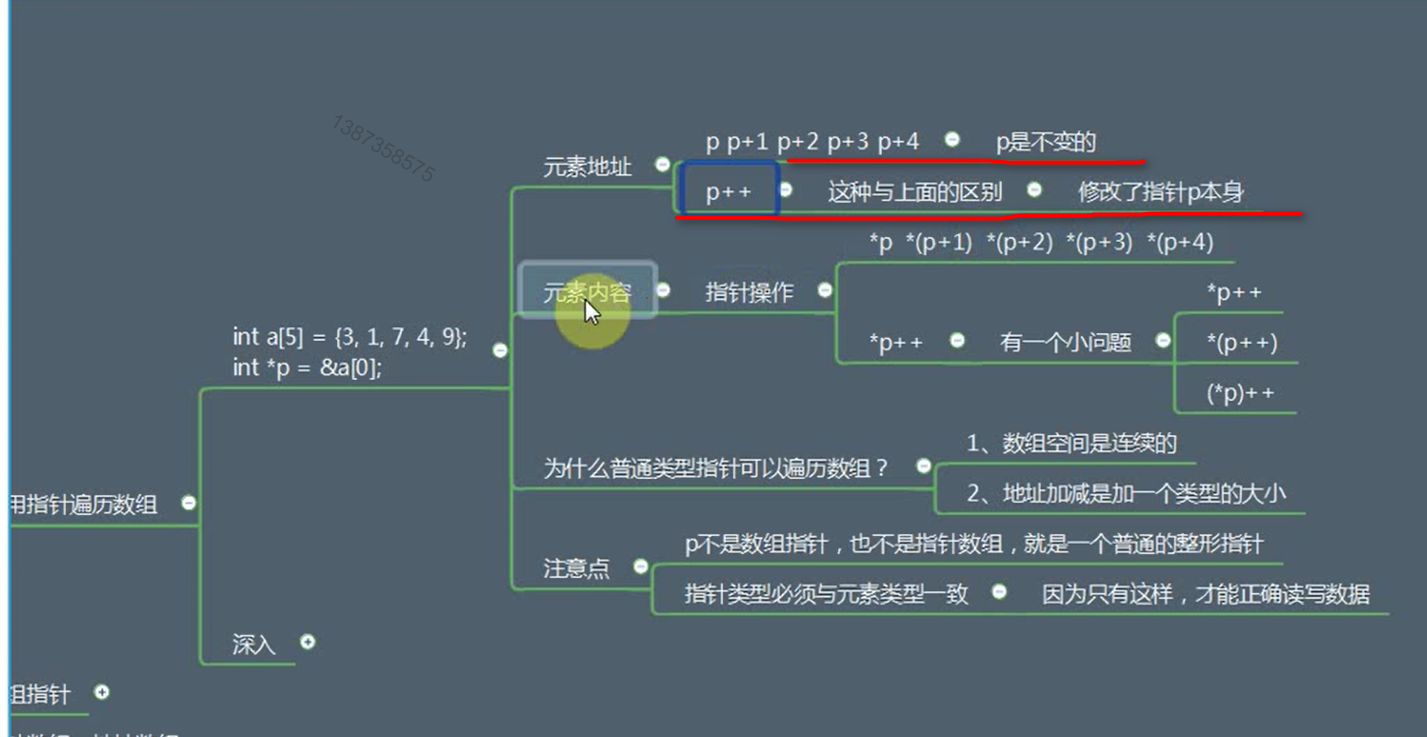 1387358575
p p+1 p+2 p+3 p+4 p是不变的
元素地址
p++ 这种与上面的区别 修改了指针p本身
*p *(p+1) *(p+2) *(p+3) *(p+4)
元素内容 指针操作
*p++
*p++ 有一个小问题 *(p++)
(*p)++
int a[5] = {3, 1, 7, 4, 9};
int *p = &a[0];
1、数组空间是连续的
为什么普通类型指针可以遍历数组？
2、地址加减是加一个类型的大小
用指针遍历数组
p不是数组指针，也不是指针数组，就是一个普通的整形指针
注意点
指针类型必须与元素类型一致 因为只有这样，才能正确读写数据
深入
组指针